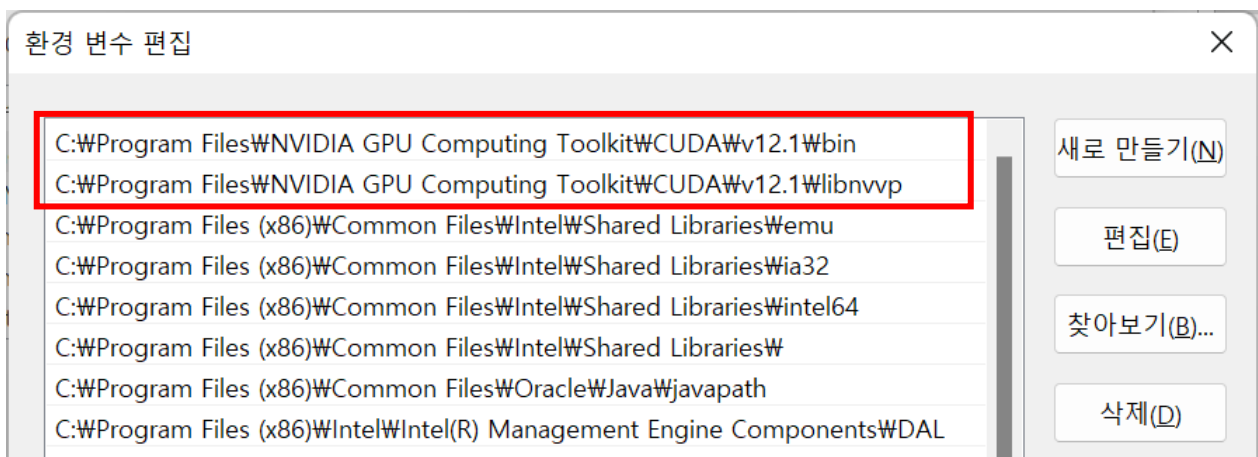 환경 변수 편집
C:₩Program Files₩NVIDIA GPU Computing Toolkit₩CUDA₩v12.1₩bin
C:₩Program Files₩NVIDIA GPU Computing Toolkit₩CUDA₩v12.1₩libnvvp
C:₩Program Files (x86)₩Common Files₩Intel₩Shared Libraries₩emu
C:₩Program Files (x86)₩Common Files₩Intel₩Shared Libraries₩ia32
C:₩Program Files (x86)₩Common Files₩Intel₩Shared Libraries₩intel64
C:₩Program Files (x86)₩Common Files₩Intel₩Shared Libraries₩
C:₩Program Files (x86)₩Common Files₩Oracle₩Java₩javapath
C:₩Program Files (x86)₩Intel₩Intel(R) Management Engine Components₩DAL
새로 만들기(N)
편집(E)
찾아보기(B)...
삭제(D)